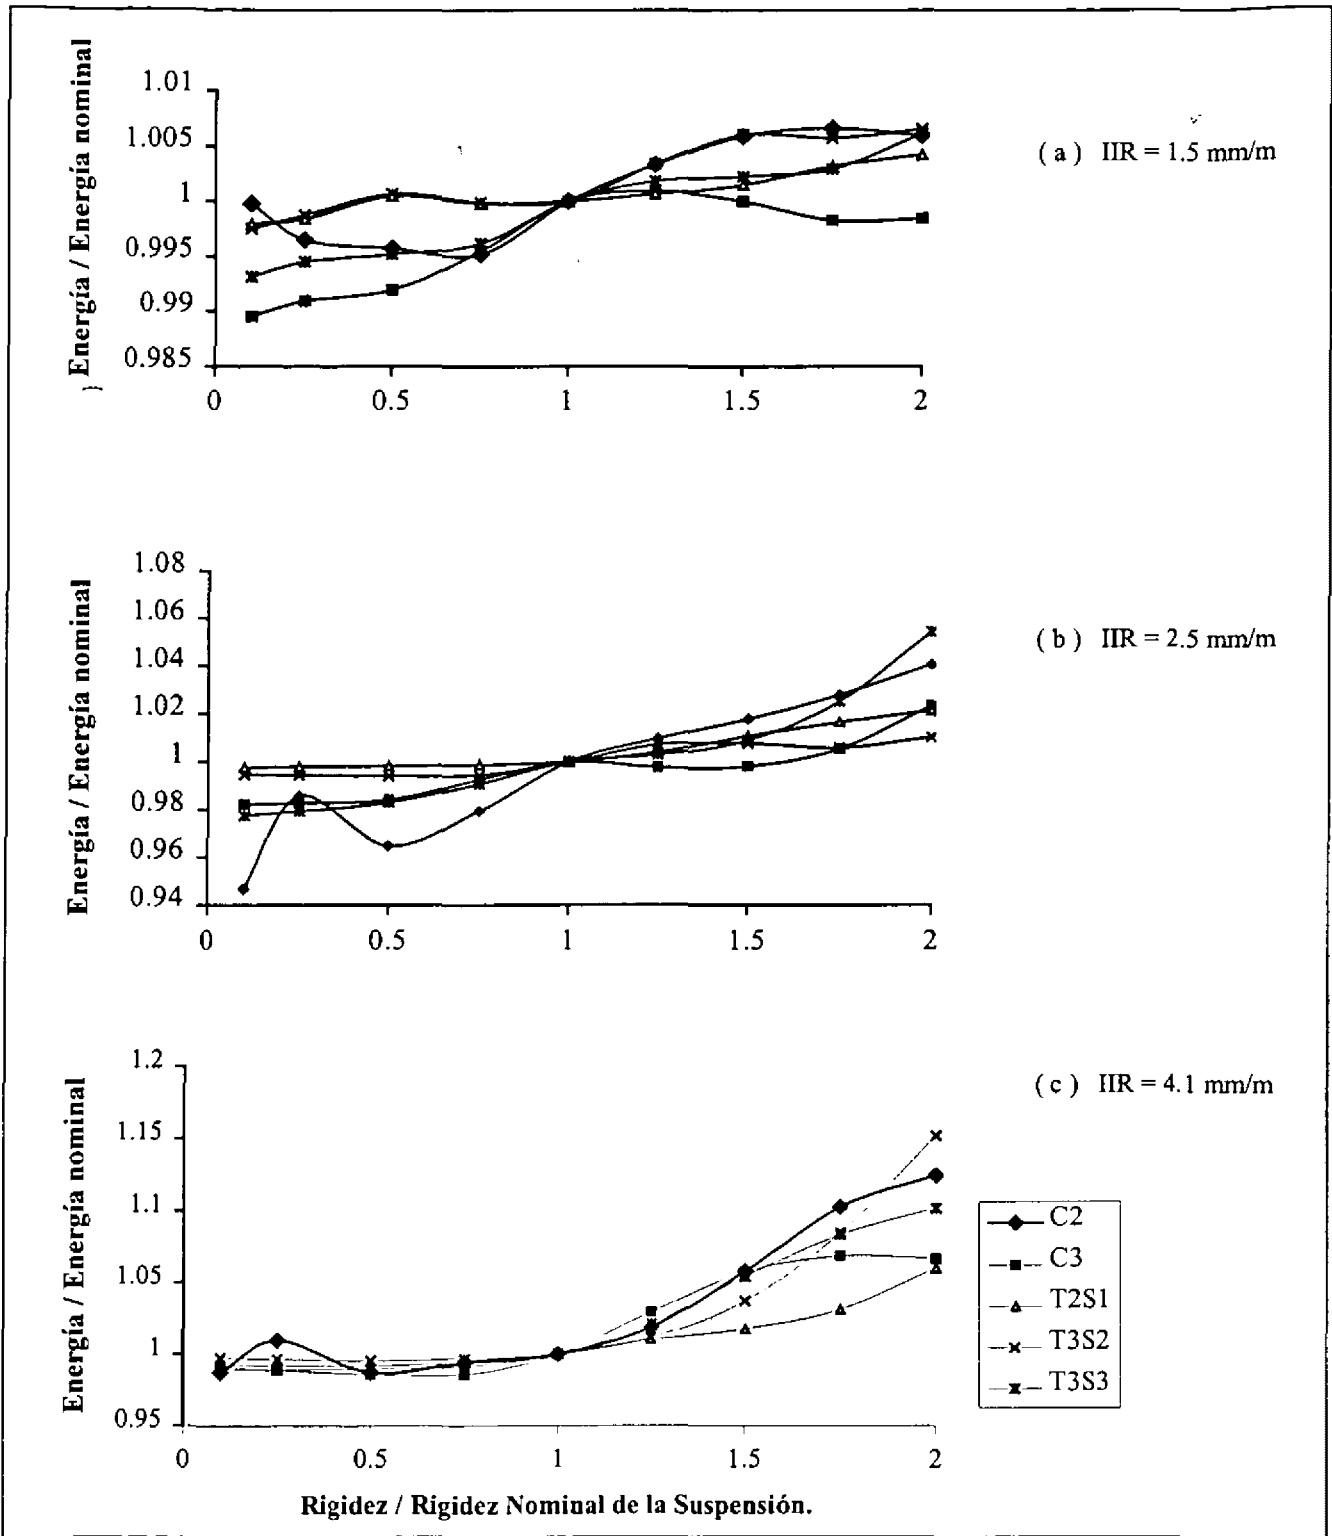 Energía / Energía nominal
1.01
1.005
1
0.995
0.99
0.985
0 0.5 1 1.5 2
( a ) IIR = 1.5 mm/m
Energía / Energía nominal
1.08
1.06
1.04
1.02
1
0.98
0.96
0.94
0 0.5 1 1.5 2
( b ) IIR = 2.5 mm/m
Energía / Energía nominal
1.2
1.15
1.1
1.05
1
0.95
0 0.5 1 1.5 2
( c ) IIR = 4.1 mm/m
C2
C3
T2S1
T3S2
T3S3
Rigidez / Rigidez Nominal de la Suspensión.